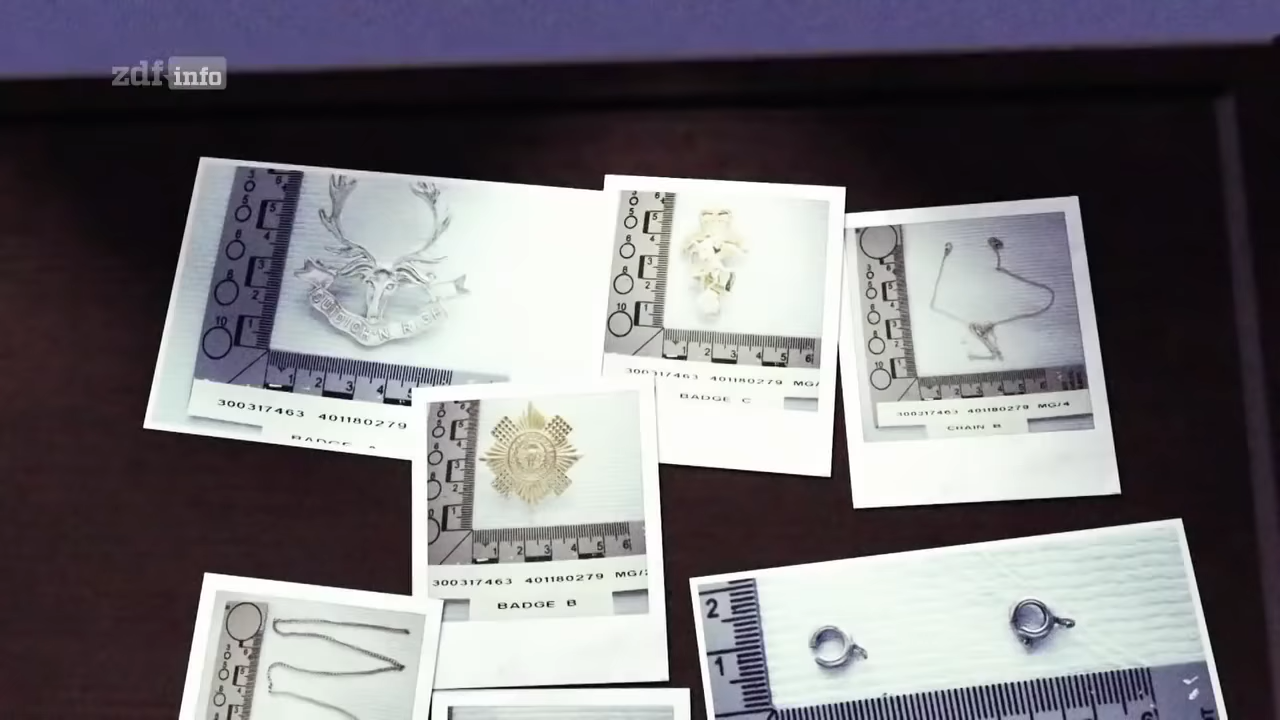 zdf info
CUIDICH'N RIGH
300317463 401180279
BADGE A
300317463 401180279 MG/
BADGE C
300317463 401180279 MG/4
CHAIN B
300317463 401180279 MG/
BADGE B